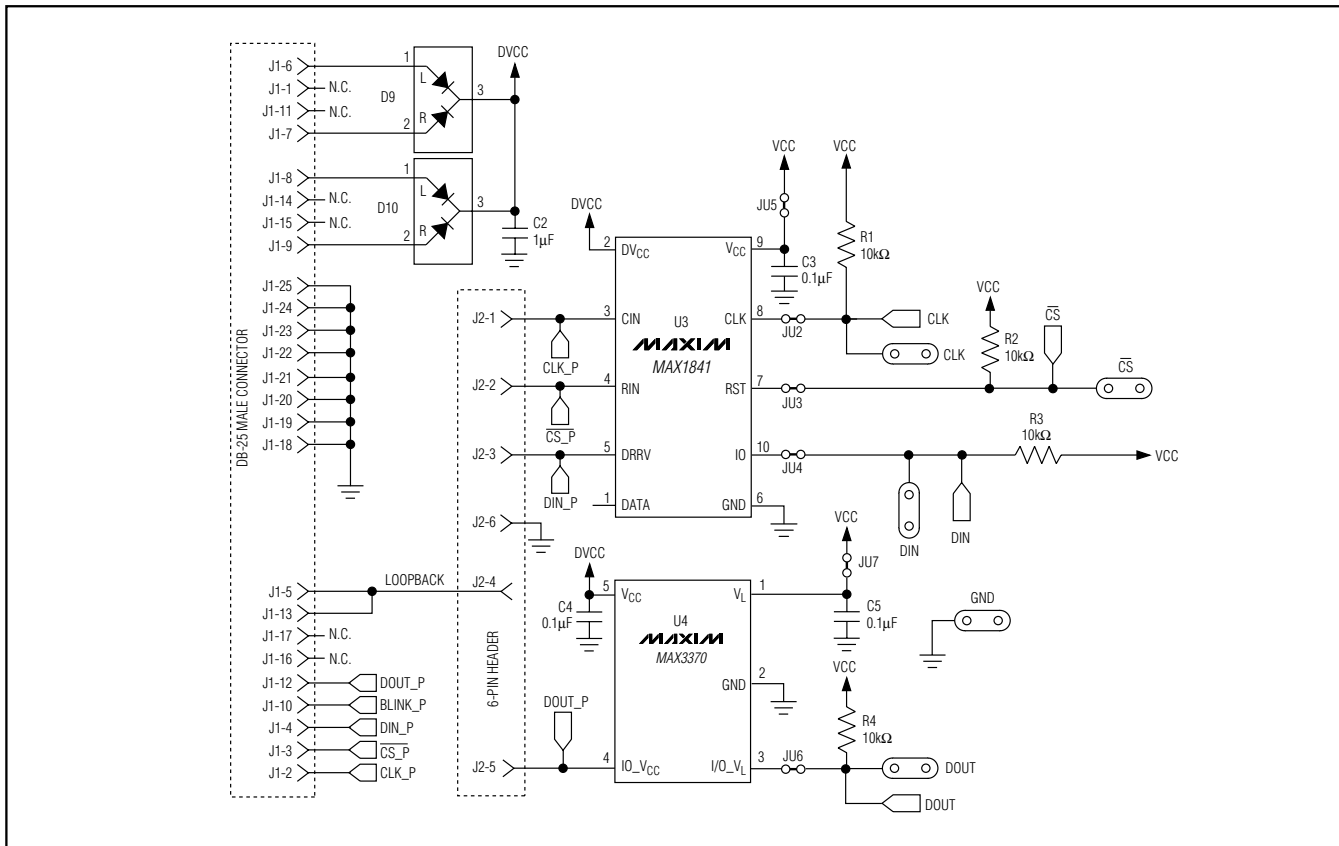 DB-25 MALE CONNECTOR
J1-6
J1-1
N.C.
J1-11
N.C.
J1-7
1
L
D9
R
2
3
DVCC
J1-8
J1-14
N.C.
J1-15
N.C.
J1-9
1
L
D10
R
2
3
C2
1µF
J1-25
J1-24
J1-23
J1-22
J1-21
J1-20
J1-19
J1-18
J1-5
J1-13
LOOPBACK
J1-17
N.C.
J1-16
N.C.
J1-12
DOUT_P
J1-10
BLINK_P
J1-4
DIN_P
J1-3
C̅S̅_̅P̅
J1-2
CLK_P
6-PIN HEADER
J2-1
CLK_P
J2-2
C̅S̅_̅P̅
J2-3
DIN_P
J2-6
J2-4
J2-5
DOUT_P
DVCC
2
DVCC
3
CIN
4
RIN
5
DRRV
1
DATA
U3
MAXIM
MAX1841
VCC
9
CLK
8
RST
7
IO
10
GND
6
VCC
JU5
C3
0.1µF
VCC
R1
10kΩ
JU2
CLK
CLK
VCC
R2
10kΩ
C̅S̅
C̅S̅
JU3
JU4
R3
10kΩ
VCC
DIN
DIN
DVCC
C4
0.1µF
5
VCC
4
IO_VCC
U4
MAXIM
MAX3370
1
VL
GND
2
3
I/O_VL
VCC
JU7
C5
0.1µF
GND
VCC
R4
10kΩ
JU6
DOUT
DOUT